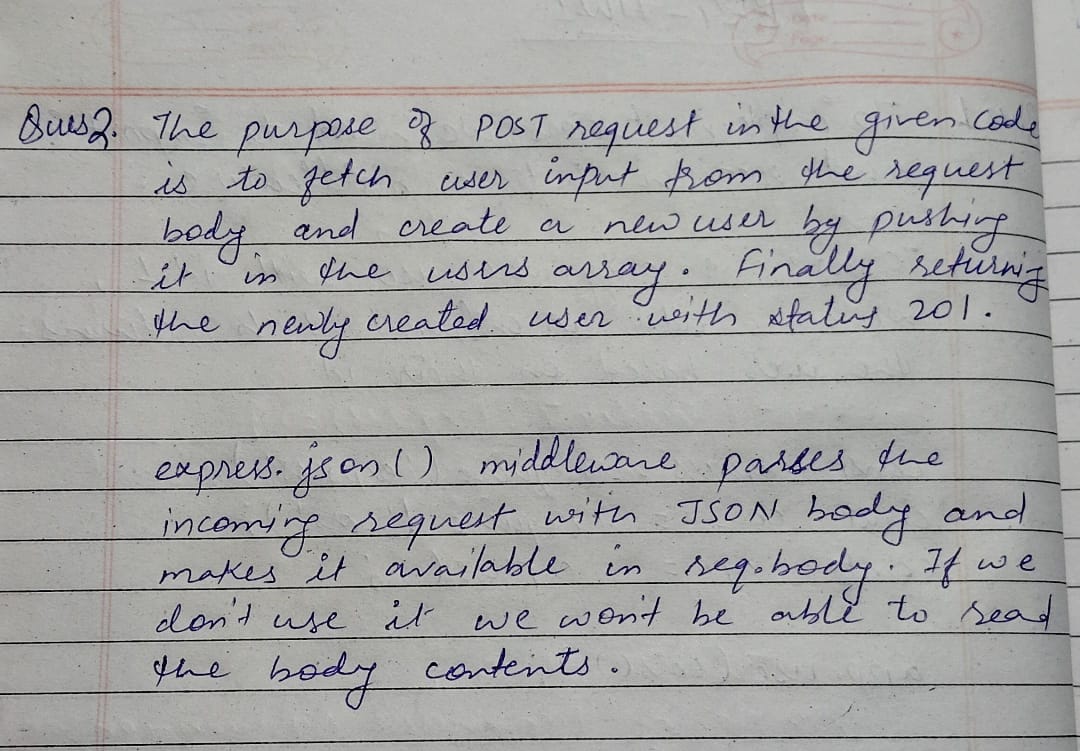 Ques2. The purpose of POST request in the given code
is to fetch user input from the request
body and create a new user by pushing
it in the users array. Finally returning
the newly created user with status 201.
express.json() middleware parses the
incoming request with JSON body and
makes it available in req.body. If we
don't use it we won't be able to read
the body contents.